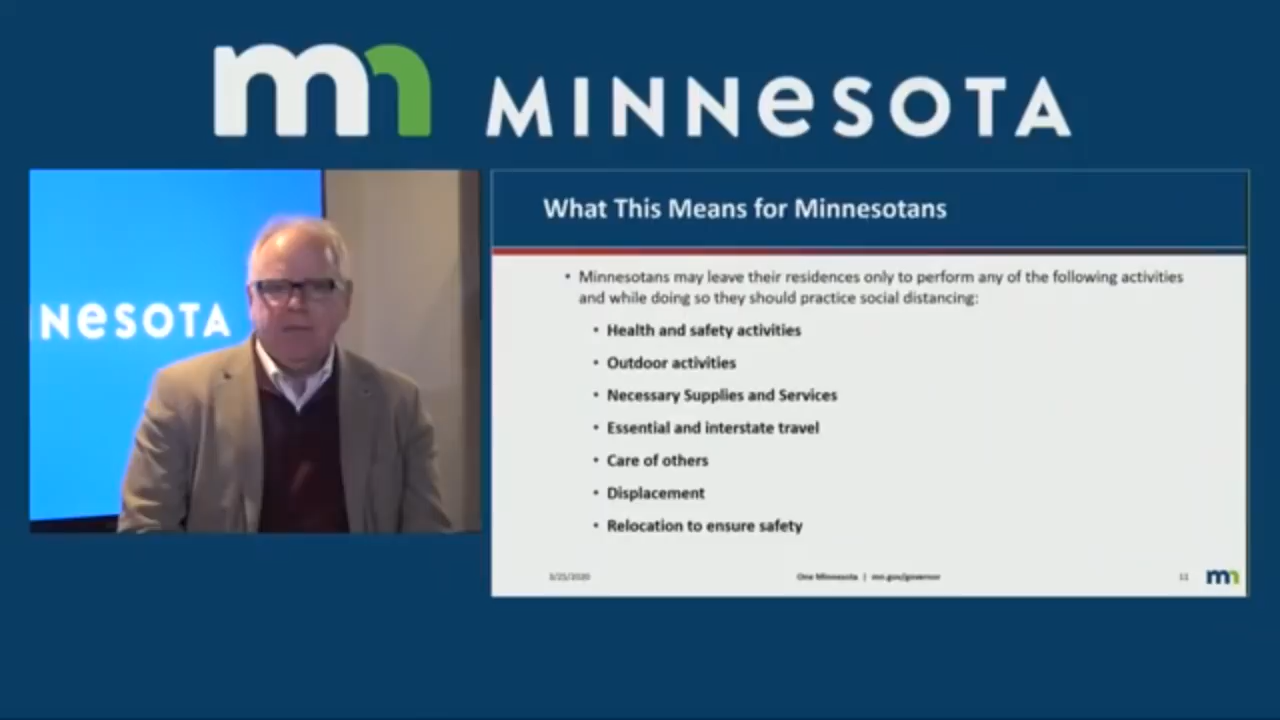 mn MINNeSOTA
NeSOTA
What This Means for Minnesotans
• Minnesotans may leave their residences only to perform any of the following activities
and while doing so they should practice social distancing:
• Health and safety activities
• Outdoor activities
• Necessary Supplies and Services
• Essential and interstate travel
• Care of others
• Displacement
• Relocation to ensure safety
3/25/2020 One Minnesota | mn.gov/governor 11 mn